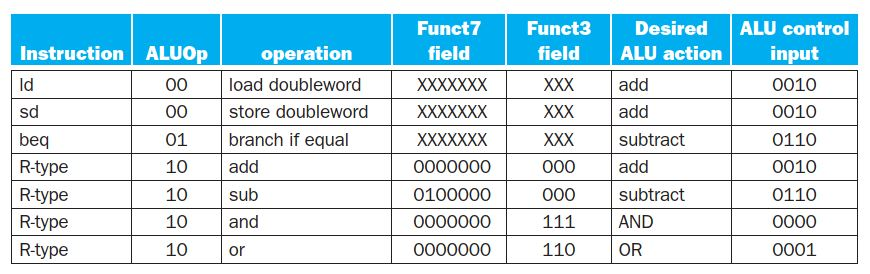 Instruction ALUOp operation Funct7 field Funct3 field Desired ALU action ALU control input
ld 00 load doubleword XXXXXXX XXX add 0010
sd 00 store doubleword XXXXXXX XXX add 0010
beq 01 branch if equal XXXXXXX XXX subtract 0110
R-type 10 add 0000000 000 add 0010
R-type 10 sub 0100000 000 subtract 0110
R-type 10 and 0000000 111 AND 0000
R-type 10 or 0000000 110 OR 0001